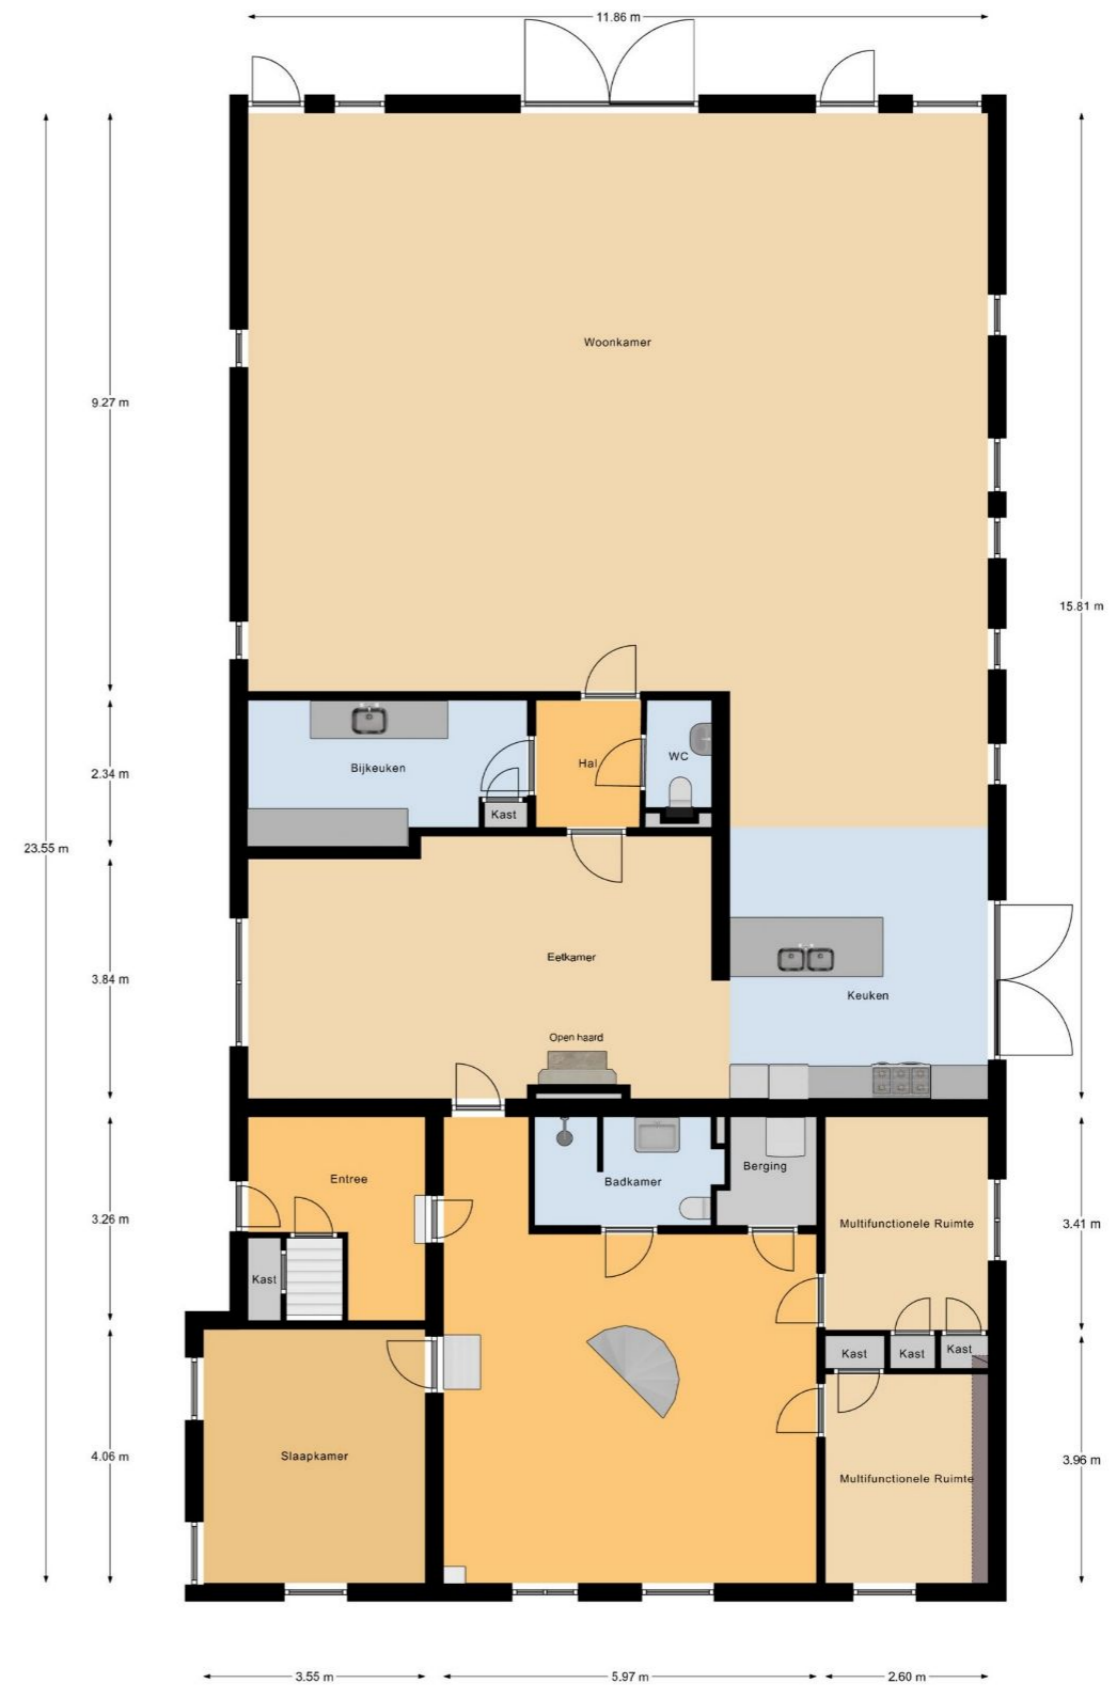 11.86 m
Woonkamer
9.27 m
15.81 m
Bijkeuken
Hal
WC
2.34 m
Kast
23.55 m
Eetkamer
3.84 m
Keuken
Open haard
Entree
Badkamer
Berging
3.26 m
Multifunctionele Ruimte
3.41 m
Kast
Kast
Kast
Kast
Slaapkamer
4.06 m
Multifunctionele Ruimte
3.96 m
3.55 m
5.97 m
2.60 m